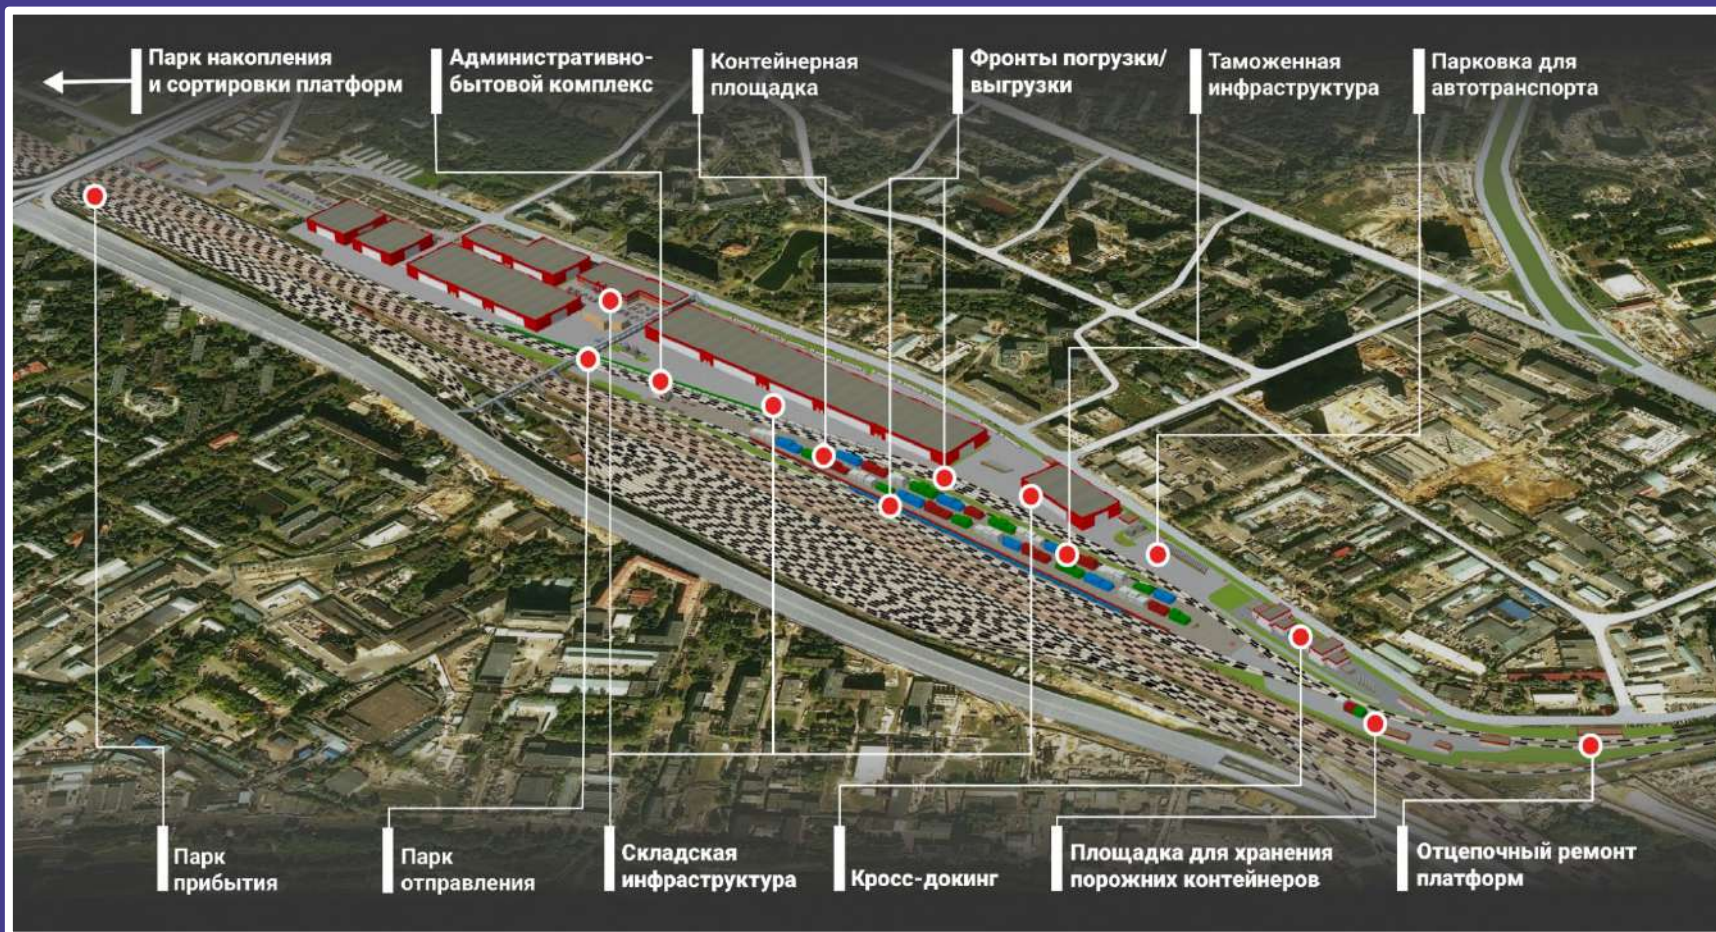 Парк накопления
и сортировки платформ
Административно-
бытовой комплекс
Контейнерная
площадка
Фронты погрузки/
выгрузки
Таможенная
инфраструктура
Парковка для
автотранспорта
Парк
прибытия
Парк
отправления
Складская
инфраструктура
Кросс-докинг
Площадка для хранения
порожних контейнеров
Отцепочный ремонт
платформ